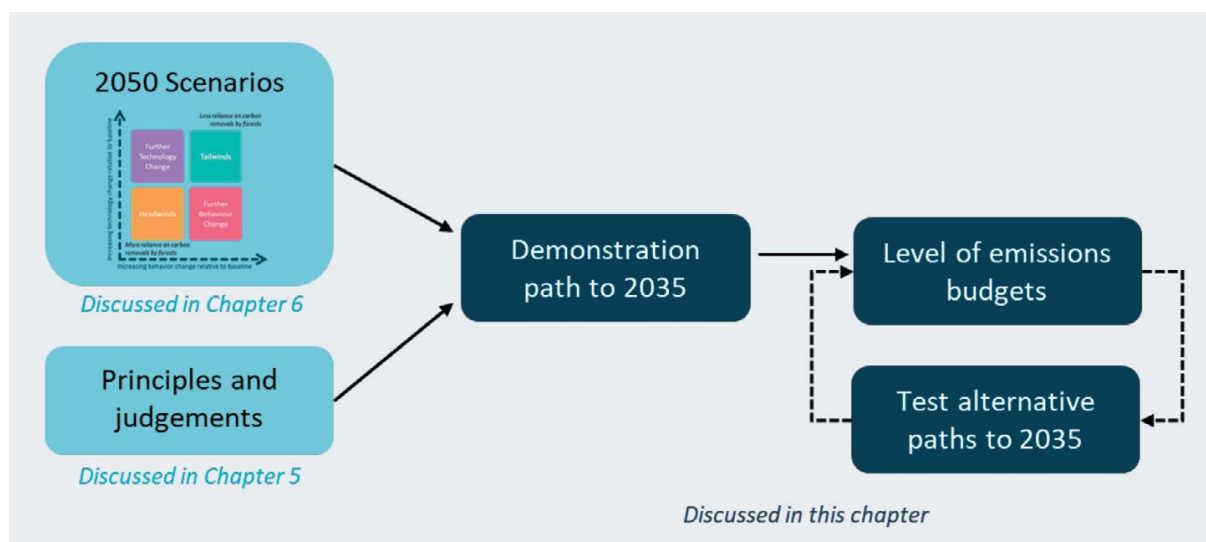 2050 Scenarios
Increasing technology change relative to baseline
Less reliance on carbon
removals by forests
Further
Technology
Change
Tailwinds
Headwinds
Further
Behaviour
Change
More reliance on carbon
removals by forests
Increasing behavior change relative to baseline
Discussed in Chapter 6
Principles and
judgements
Discussed in Chapter 5
Demonstration
path to 2035
Level of emissions
budgets
Test alternative
paths to 2035
Discussed in this chapter